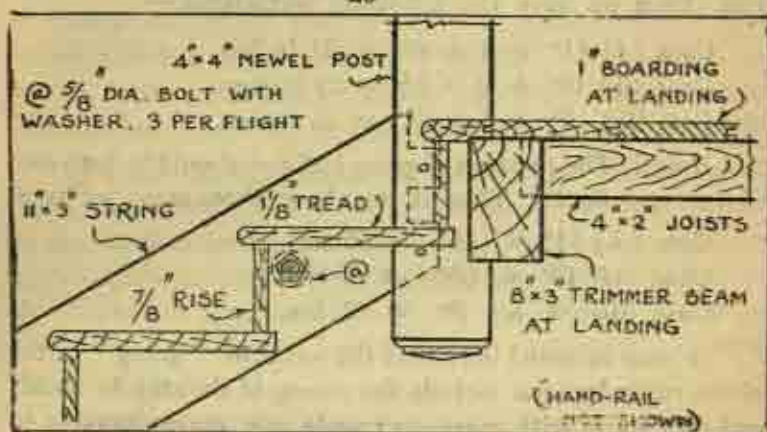 4"×4" NEWEL POST
@ 5/8" DIA. BOLT WITH
WASHER, 3 PER FLIGHT
1" BOARDING
AT LANDING
11"×3" STRING
1 1/8" TREAD
4"×2" JOISTS
@
7/8" RISE
8"×3" TRIMMER BEAM
AT LANDING
(HAND-RAIL
NOT SHOWN)